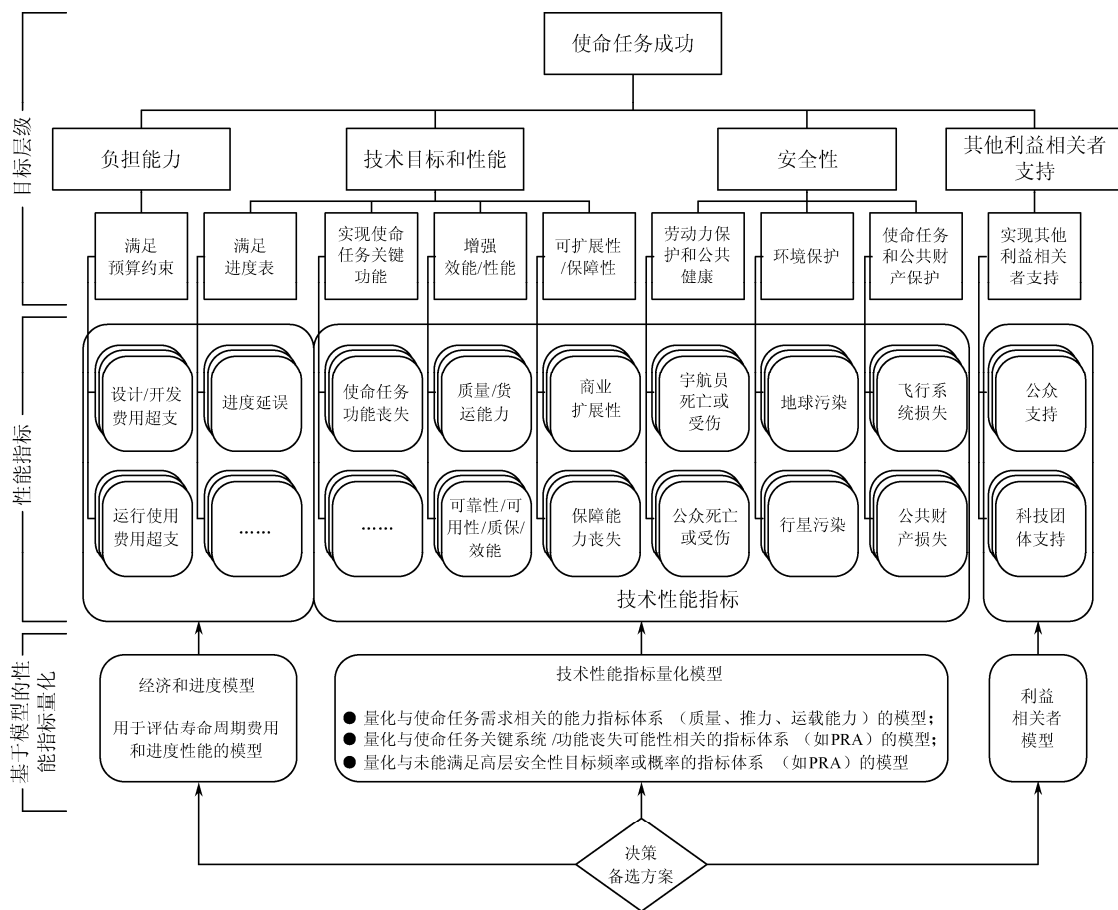 目标层级
使命任务成功
负担能力
技术目标和性能
安全性
其他利益相关者
支持
满足
预算约束
满足
进度表
实现使命
任务关键
功能
增强
效能/性能
可扩展性
/保障性
劳动力保
护和公共
健康
环境保护
使命任务
和公共财
产保护
实现其他
利益相关
者支持
性能指标
设计/开发
费用超支
进度延误
使命任务
功能丧失
质量/货
运能力
商业
扩展性
宇航员
死亡或
受伤
地球污染
飞行系
统损失
公众
支持
运行使用
费用超支
……
……
可靠性/可
用性/质保/
效能
保障能
力丧失
公众死亡
或受伤
行星污染
公共财
产损失
科技团
体支持
技术性能指标
基于模型的性
能指标量化
经济和进度模型
用于评估寿命周期费用
和进度性能的模型
技术性能指标量化模型
● 量化与使命任务需求相关的能力指标体系 （质量、推力、运载能力）的模型；
● 量化与使命任务关键系统 /功能丧失可能性相关的指标体系 （如PRA）的模型；
● 量化与未能满足高层安全性目标频率或概率的指标体系 （如PRA）的模型
利益
相关者
模型
决策
备选方案